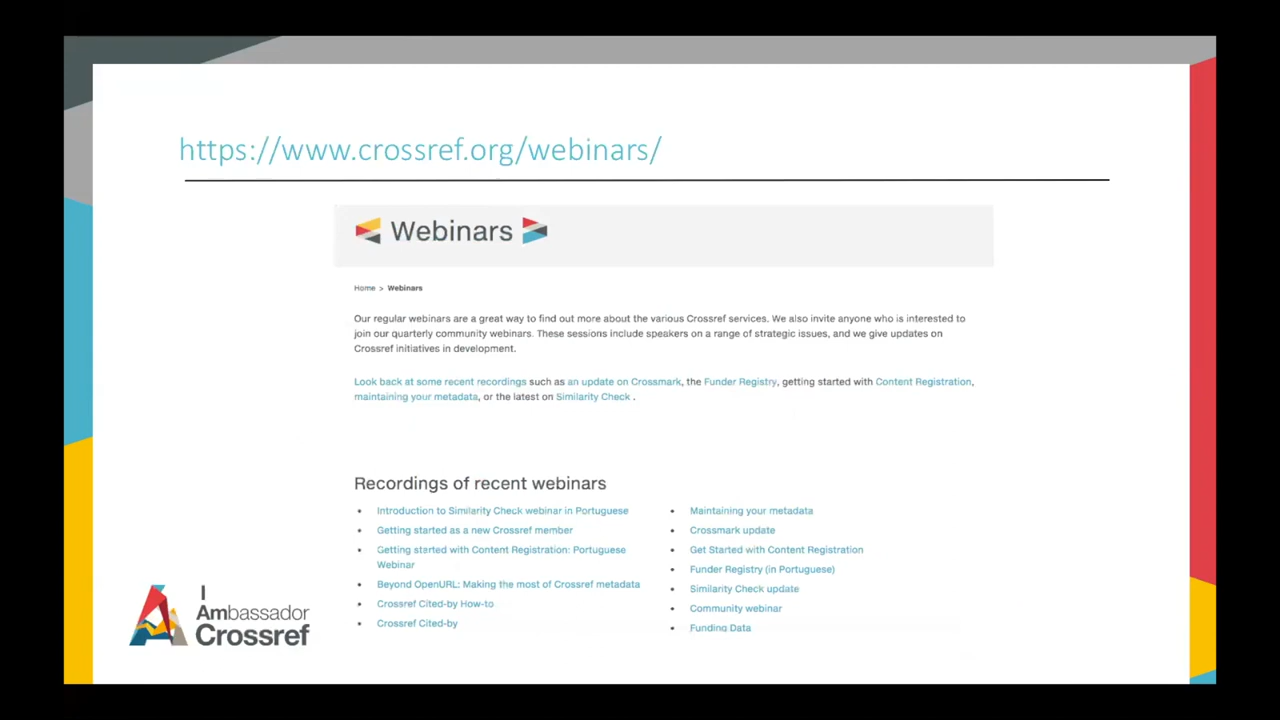 https://www.crossref.org/webinars/
Webinars
Home > Webinars
Our regular webinars are a great way to find out more about the various Crossref services. We also invite anyone who is interested to
join our quarterly community webinars. These sessions include speakers on a range of strategic issues, and we give updates on
Crossref initiatives in development.
Look back at some recent recordings such as an update on Crossmark, the Funder Registry, getting started with Content Registration,
maintaining your metadata, or the latest on Similarity Check .
Recordings of recent webinars
• Introduction to Similarity Check webinar in Portuguese
• Getting started as a new Crossref member
• Getting started with Content Registration: Portuguese
Webinar
• Beyond OpenURL: Making the most of Crossref metadata
• Crossref Cited-by How-to
• Crossref Cited-by
• Maintaining your metadata
• Crossmark update
• Get Started with Content Registration
• Funder Registry (in Portuguese)
• Similarity Check update
• Community webinar
• Funding Data
I
Ambassador
Crossref